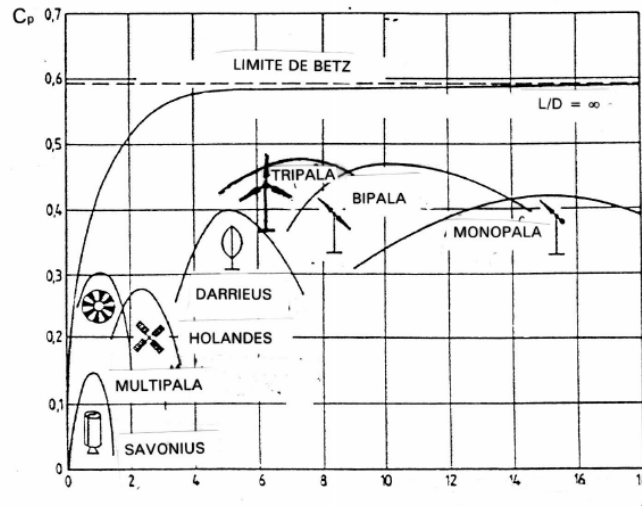 Cp
0,7
LIMITE DE BETZ
0,6
L/D = ∞
0,5
TRIPALA
BIPALA
0,4
MONOPALA
0,3
DARRIEUS
HOLANDES
0,2
MULTIPALA
0,1
SAVONIUS
0
0 2 4 6 8 10 12 14 16